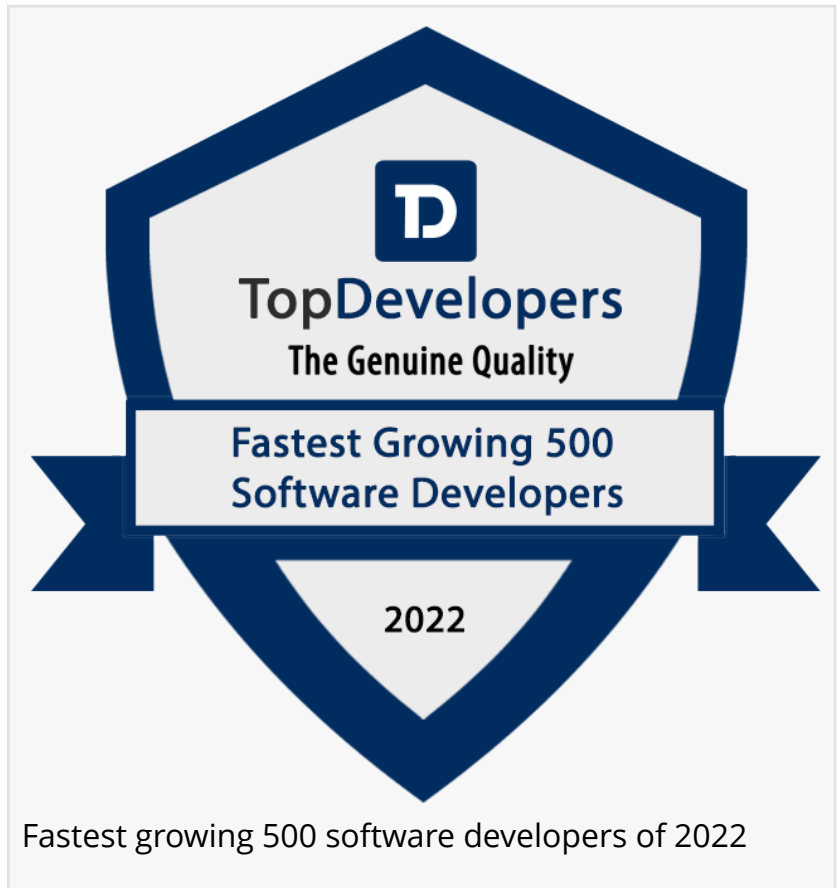 TD
TopDevelopers
The Genuine Quality
Fastest Growing 500
Software Developers
2022
Fastest growing 500 software developers of 2022